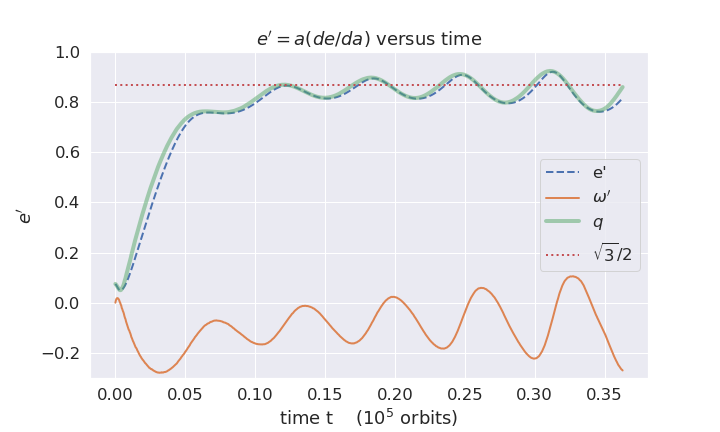 e′ = a(de/da) versus time
1.0
0.8
0.6
0.4
0.2
0.0
−0.2
e′
e'
ω′
q
√3/2
0.00 0.05 0.10 0.15 0.20 0.25 0.30 0.35
time t (10⁵ orbits)